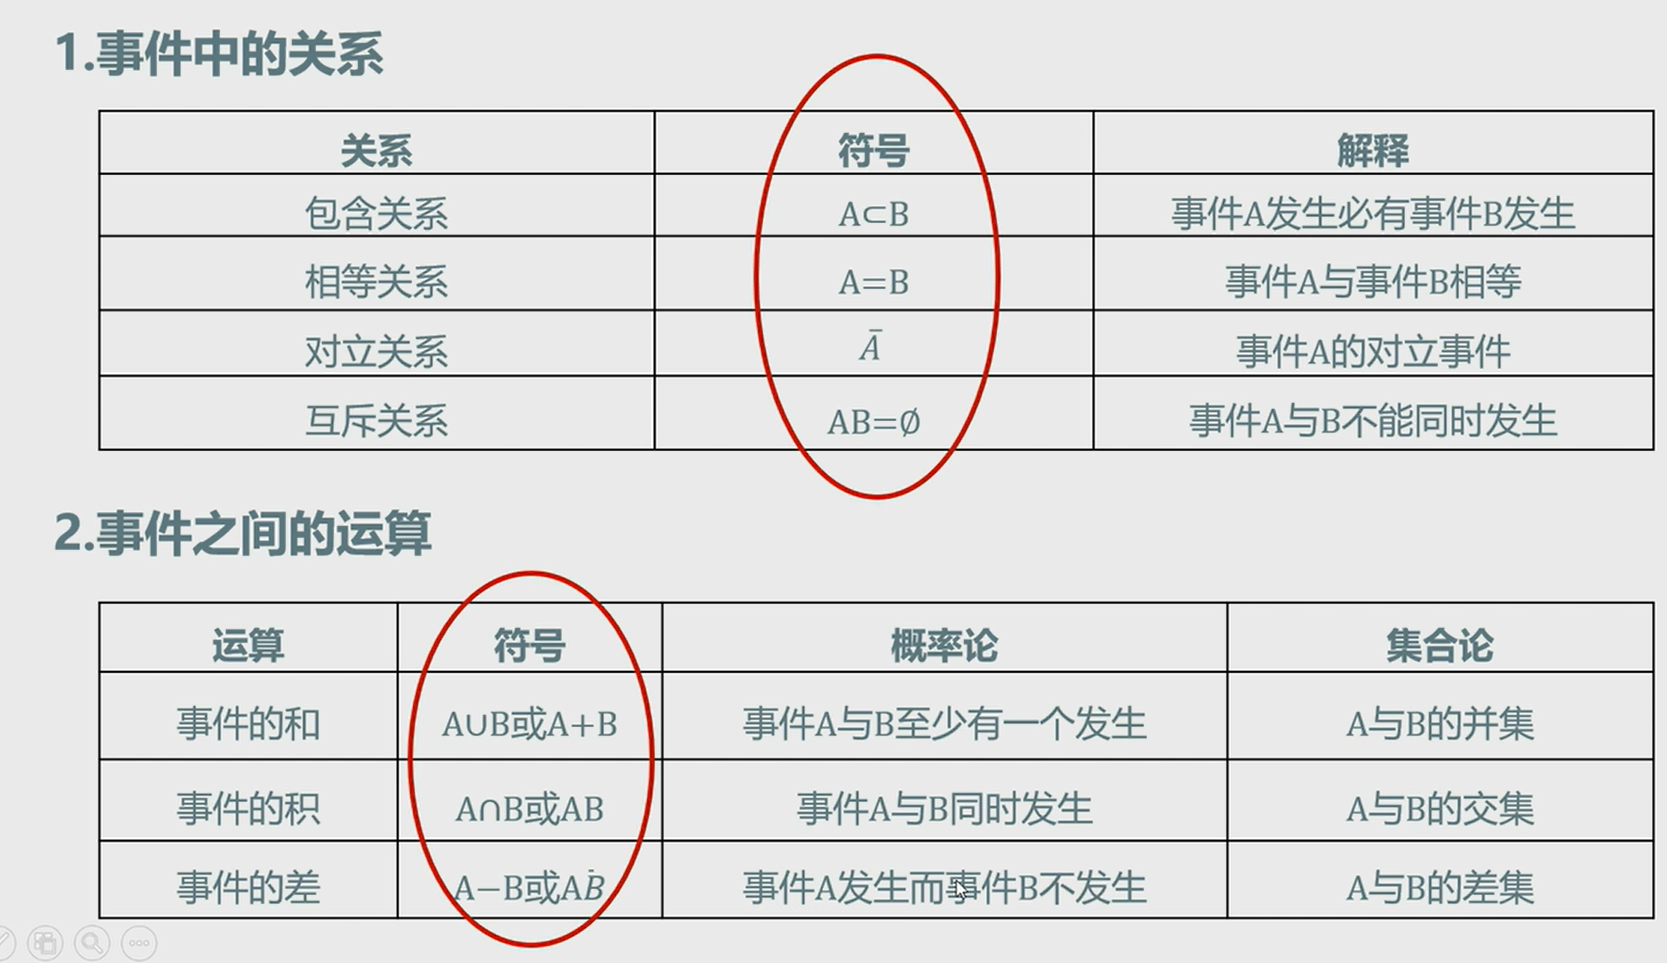 1.事件中的关系
关系 符号 解释
包含关系 A⊂B 事件A发生必有事件B发生
相等关系 A=B 事件A与事件B相等
对立关系 Ā 事件A的对立事件
互斥关系 AB=∅ 事件A与B不能同时发生
2.事件之间的运算
运算 符号 概率论 集合论
事件的和 A∪B或A+B 事件A与B至少有一个发生 A与B的并集
事件的积 A∩B或AB 事件A与B同时发生 A与B的交集
事件的差 A−B或AB̄ 事件A发生而事件B不发生 A与B的差集